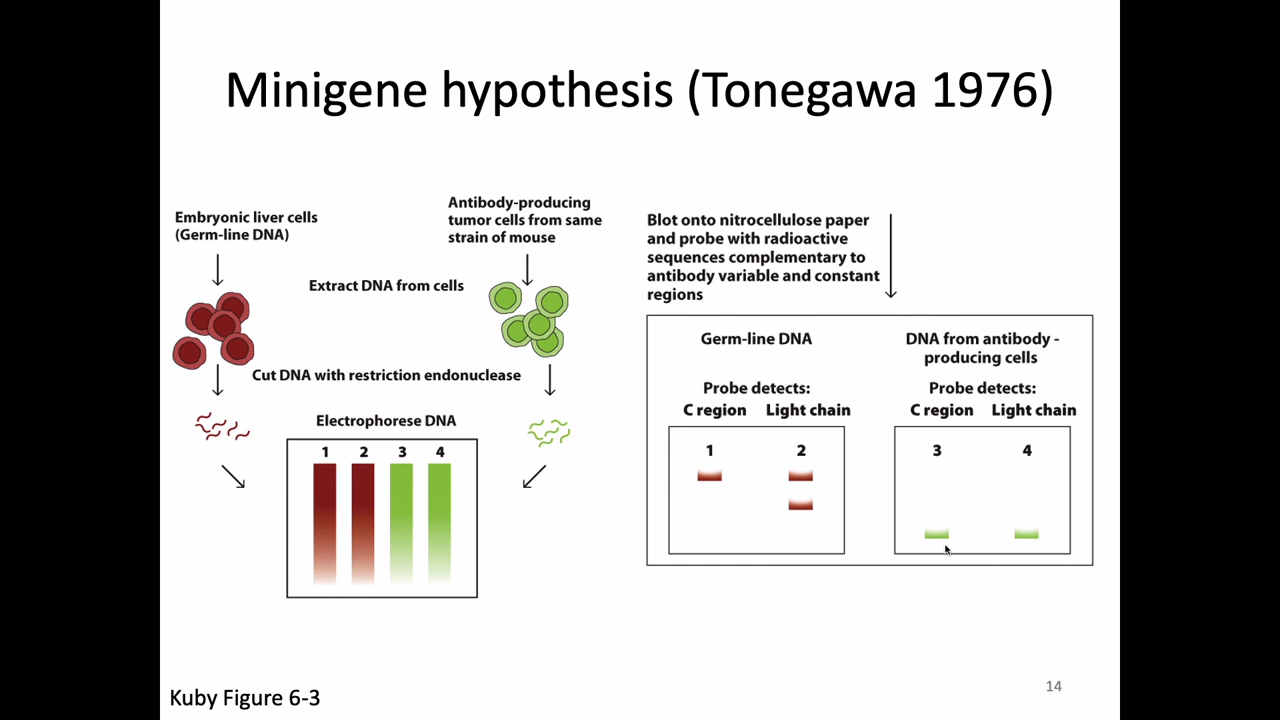 Minigene hypothesis (Tonegawa 1976)
Embryonic liver cells
(Germ-line DNA)
Antibody-producing
tumor cells from same
strain of mouse
Extract DNA from cells
Cut DNA with restriction endonuclease
Electrophorese DNA
1 2 3 4
Blot onto nitrocellulose paper
and probe with radioactive
sequences complementary to
antibody variable and constant
regions
Germ-line DNA
Probe detects:
C region Light chain
1 2
DNA from antibody -
producing cells
Probe detects:
C region Light chain
3 4
Kuby Figure 6-3
14